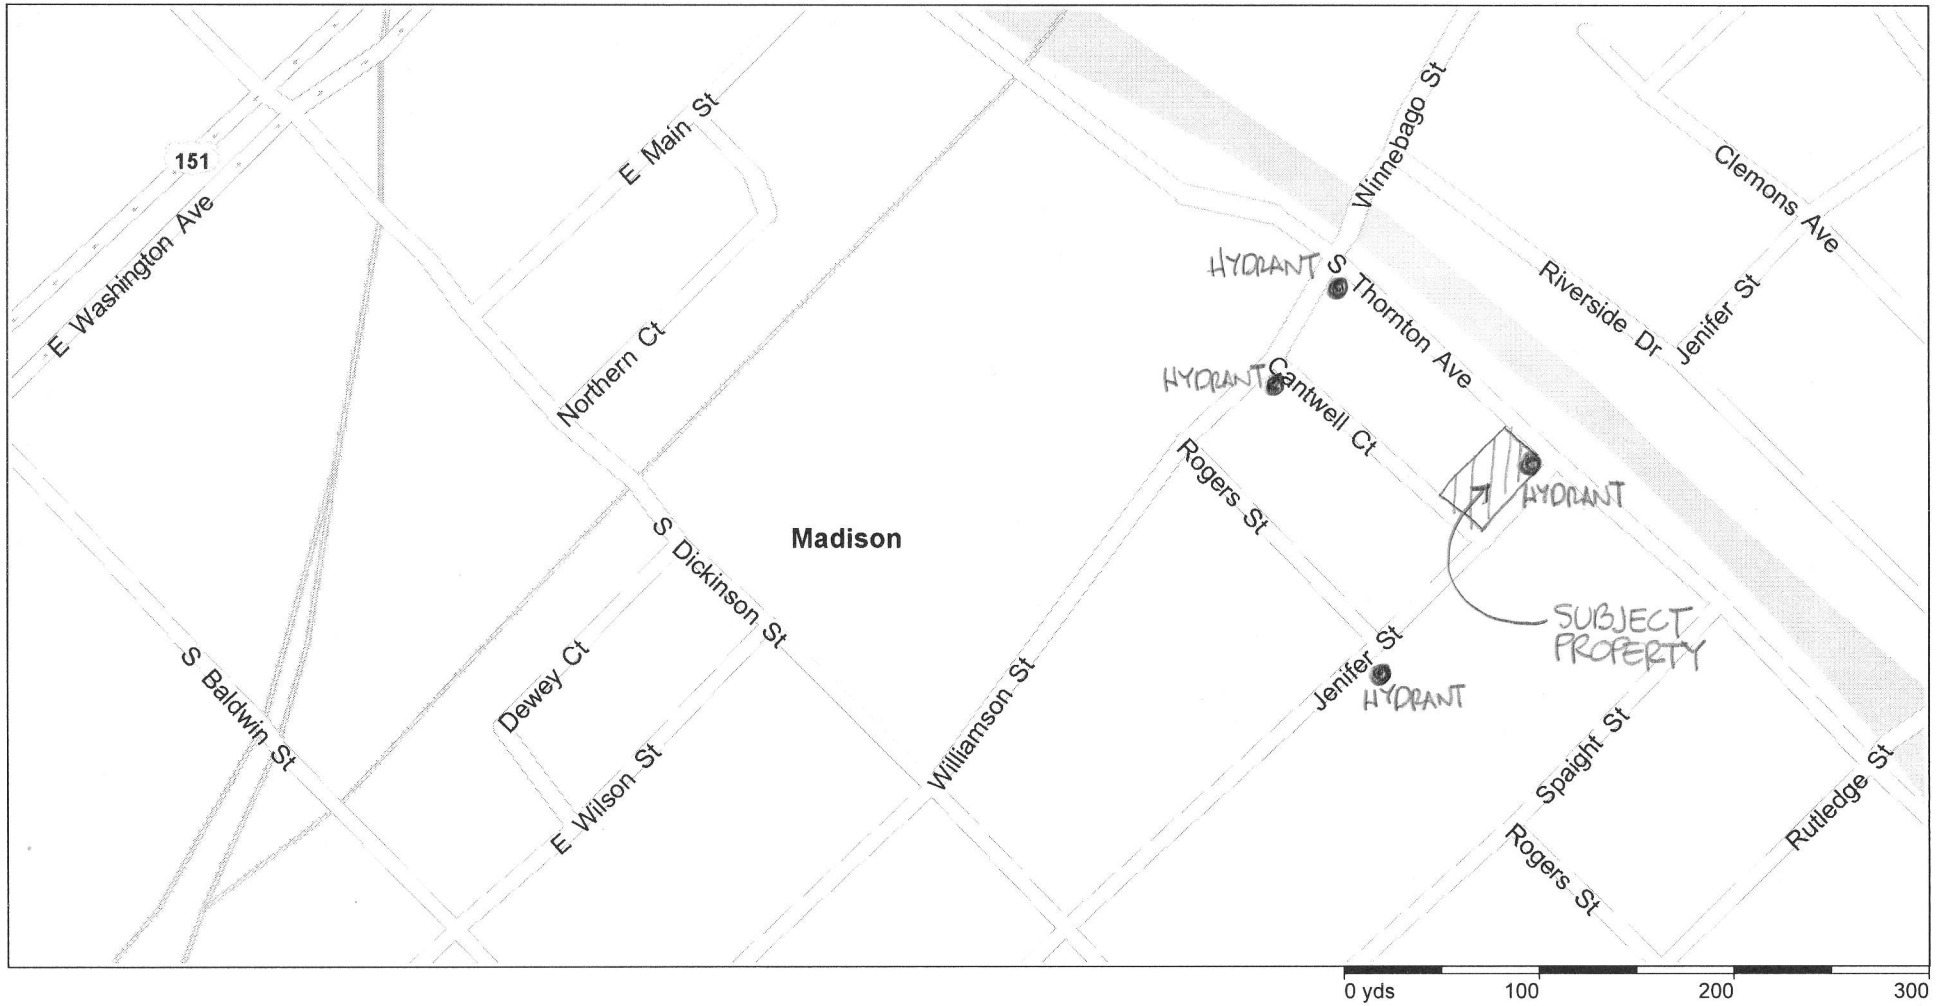 151
E Washington Ave
E Main St
Northern Ct
S Baldwin St
Dewey Ct
E Wilson St
S Dickinson St
Madison
Williamson St
Winnebago St
HYDRANT
S Thornton Ave
HYDRANT
Cantwell Ct
Rogers St
Riverside Dr
Jenifer St
Clemons Ave
HYDRANT
SUBJECT
PROPERTY
Jenifer St
HYDRANT
Spaight St
Rogers St
Rutledge St
0 yds
100
200
300